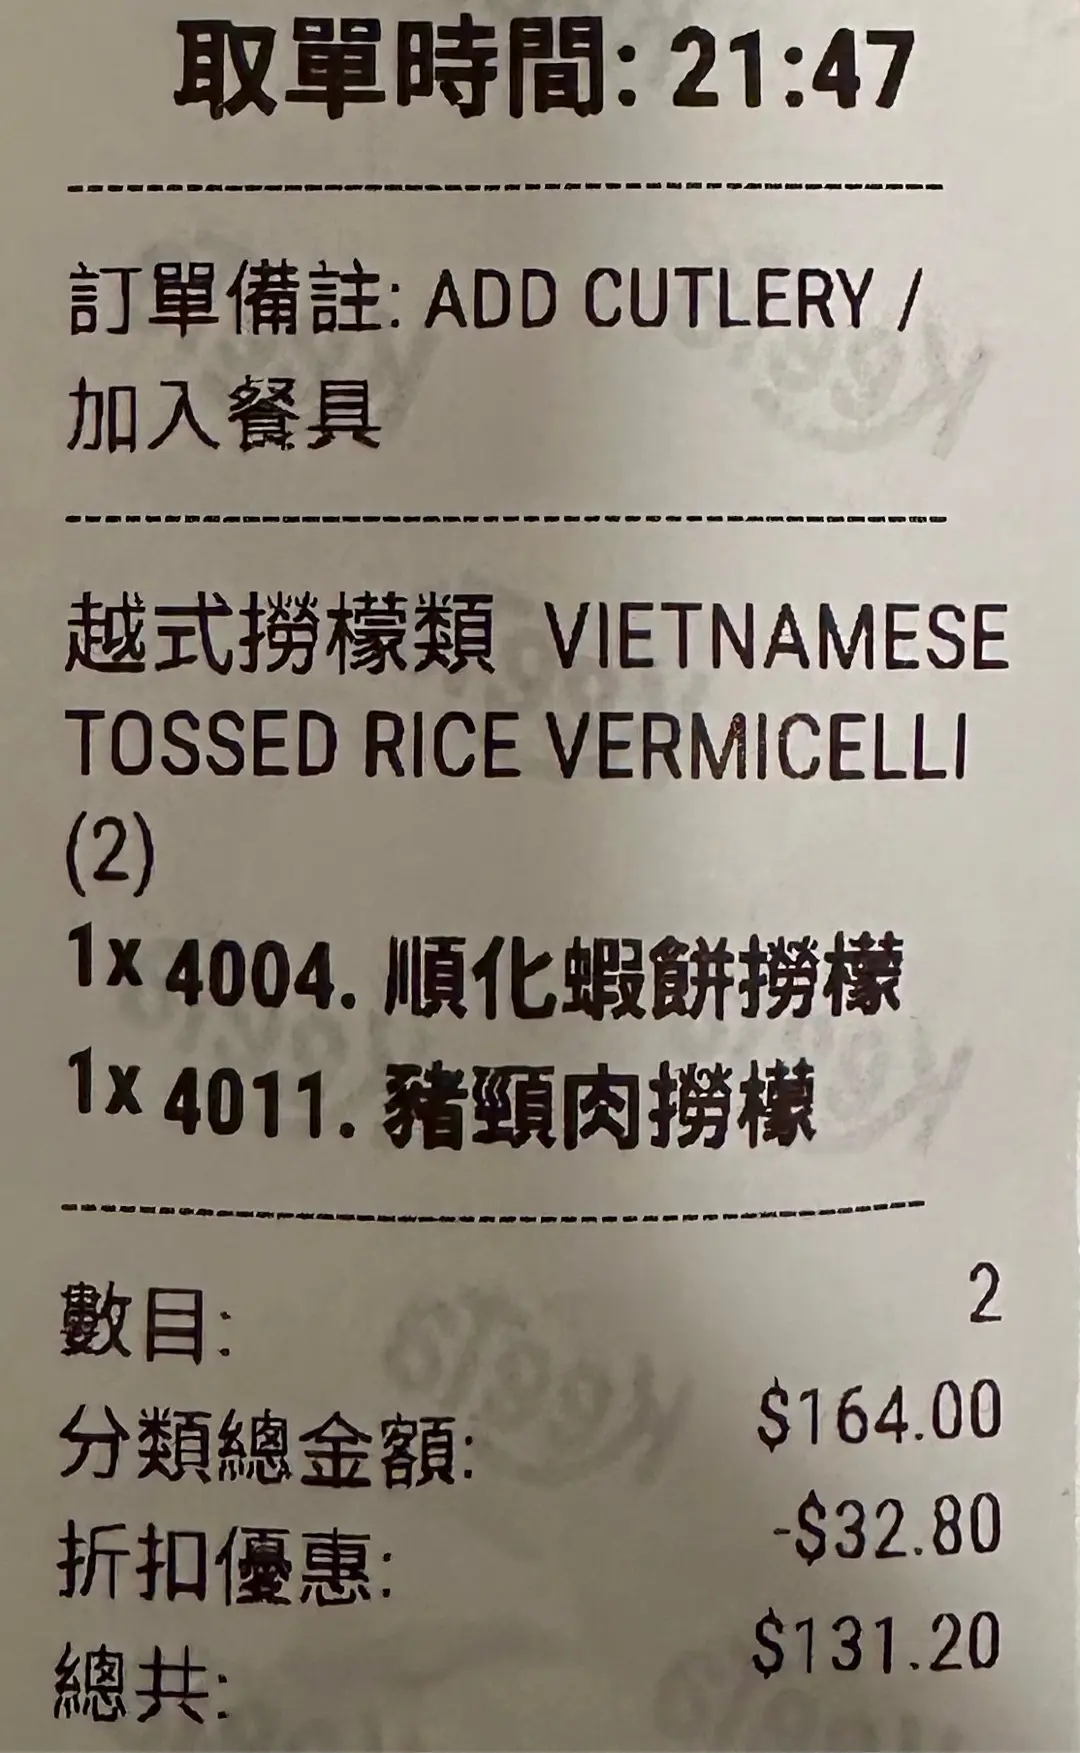 取單時間: 21:47
訂單備註: ADD CUTLERY /
加入餐具
越式撈檬類 VIETNAMESE
TOSSED RICE VERMICELLI
(2)
1x 4004. 順化蝦餅撈檬
1x 4011. 豬頸肉撈檬
數目: 2
分類總金額: $164.00
折扣優惠: -$32.80
總共: $131.20